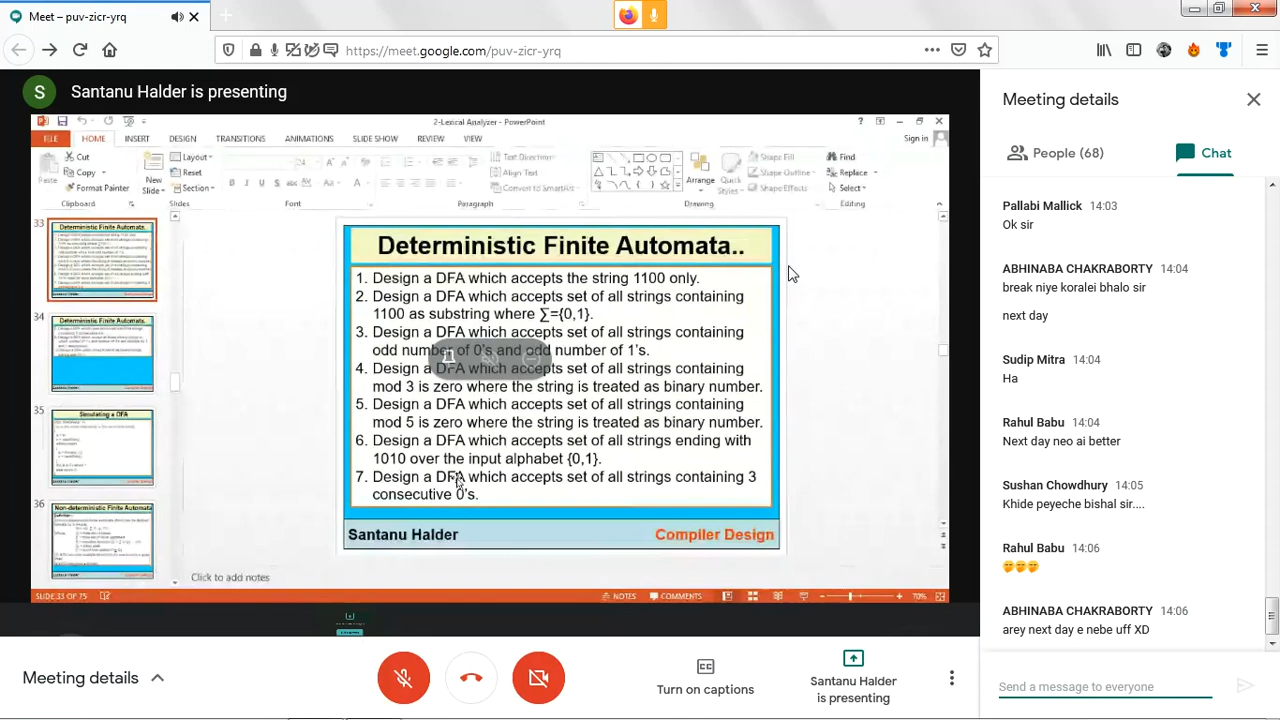 Meet – puv-zicr-yrq
https://meet.google.com/puv-zicr-yrq
S
Santanu Halder is presenting
2-Lexical Analyzer - PowerPoint
Sign in
FILE
HOME
INSERT
DESIGN
TRANSITIONS
ANIMATIONS
SLIDE SHOW
REVIEW
VIEW
Paste
Cut
Copy
Format Painter
Clipboard
New
Slide
Layout
Reset
Section
Slides
Font
Text Direction
Align Text
Convert to SmartArt
Paragraph
Arrange
Quick
Styles
Shape Fill
Shape Outline
Shape Effects
Drawing
Find
Replace
Select
Editing
33
Deterministic Finite Automata..
34
Deterministic Finite Automata..
35
Simulating a DFA
36
Non-deterministic Finite Automata
Deterministic Finite Automata..
1. Design a DFA which accepts the string 1100 only.
2. Design a DFA which accepts set of all strings containing
1100 as substring where ∑={0,1}.
3. Design a DFA which accepts set of all strings containing
odd number of 0's and odd number of 1's.
4. Design a DFA which accepts set of all strings containing
mod 3 is zero where the string is treated as binary number.
5. Design a DFA which accepts set of all strings containing
mod 5 is zero where the string is treated as binary number.
6. Design a DFA which accepts set of all strings ending with
1010 over the input alphabet {0,1}.
7. Design a DFA which accepts set of all strings containing 3
consecutive 0's.
Santanu Halder
Compiler Design
Click to add notes
SLIDE 33 OF 75
NOTES
COMMENTS
70%
Meeting details
Turn on captions
Santanu Halder
is presenting
Meeting details
People (68)
Chat
Pallabi Mallick 14:03
Ok sir
ABHINABA CHAKRABORTY 14:04
break niye koralei bhalo sir
next day
Sudip Mitra 14:04
Ha
Rahul Babu 14:04
Next day neo ai better
Sushan Chowdhury 14:05
Khide peyeche bishal sir....
Rahul Babu 14:06
😤😤😤
ABHINABA CHAKRABORTY 14:06
arey next day e nebe uff XD
Send a message to everyone